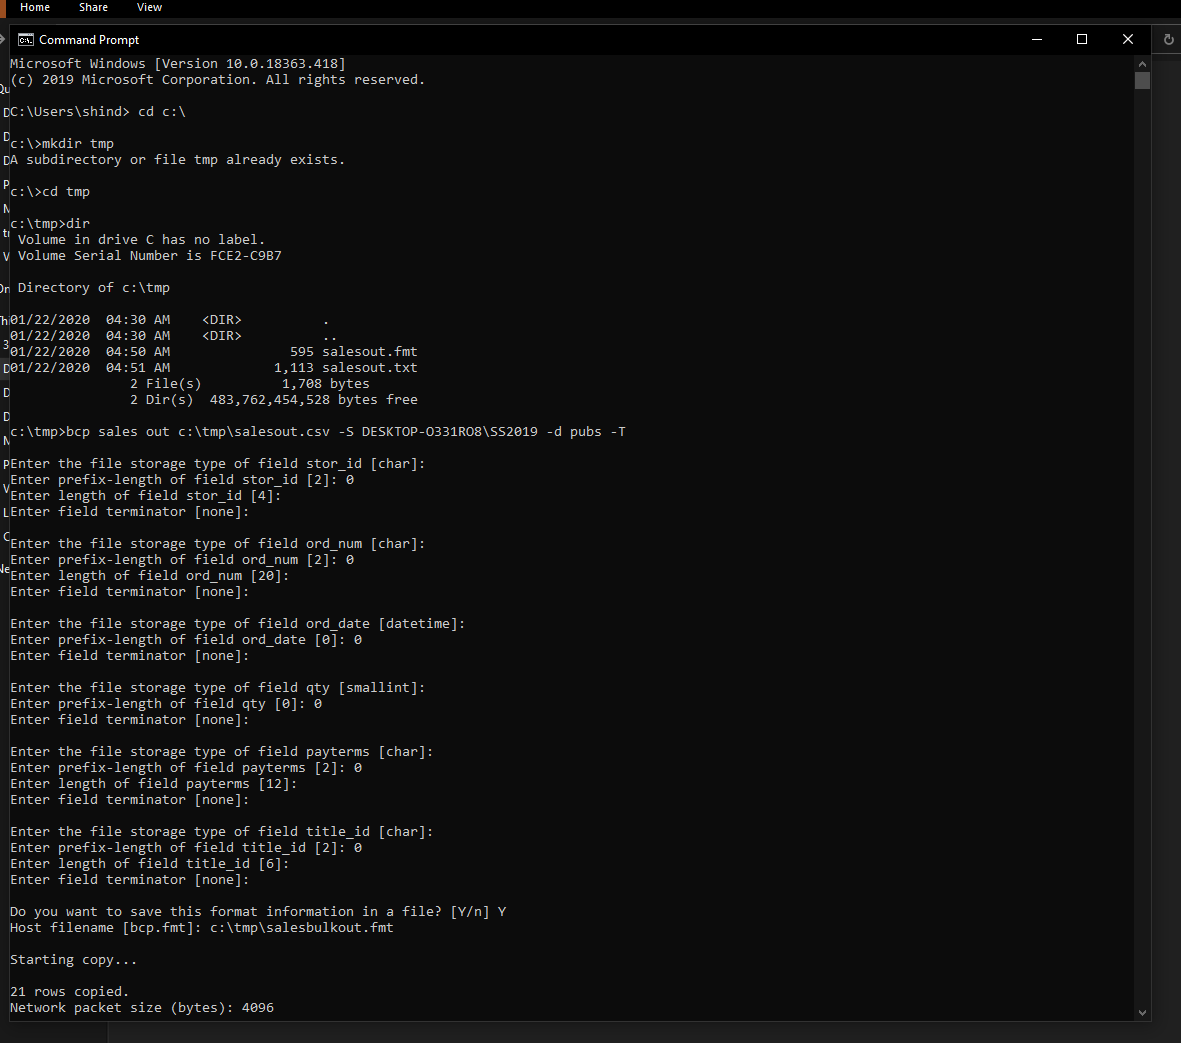 Home Share View
Command Prompt
Microsoft Windows [Version 10.0.18363.418]
(c) 2019 Microsoft Corporation. All rights reserved.
C:\Users\shind> cd c:\
c:\>mkdir tmp
A subdirectory or file tmp already exists.
c:\>cd tmp
c:\tmp>dir
 Volume in drive C has no label.
 Volume Serial Number is FCE2-C9B7
 Directory of c:\tmp
01/22/2020  04:30 AM    <DIR>          .
01/22/2020  04:30 AM    <DIR>          ..
01/22/2020  04:50 AM               595 salesout.fmt
01/22/2020  04:51 AM             1,113 salesout.txt
               2 File(s)          1,708 bytes
               2 Dir(s)  483,762,454,528 bytes free
c:\tmp>bcp sales out c:\tmp\salesout.csv -S DESKTOP-O331RO8\SS2019 -d pubs -T
Enter the file storage type of field stor_id [char]:
Enter prefix-length of field stor_id [2]: 0
Enter length of field stor_id [4]:
Enter field terminator [none]:
Enter the file storage type of field ord_num [char]:
Enter prefix-length of field ord_num [2]: 0
Enter length of field ord_num [20]:
Enter field terminator [none]:
Enter the file storage type of field ord_date [datetime]:
Enter prefix-length of field ord_date [0]: 0
Enter field terminator [none]:
Enter the file storage type of field qty [smallint]:
Enter prefix-length of field qty [0]: 0
Enter field terminator [none]:
Enter the file storage type of field payterms [char]:
Enter prefix-length of field payterms [2]: 0
Enter length of field payterms [12]:
Enter field terminator [none]:
Enter the file storage type of field title_id [char]:
Enter prefix-length of field title_id [2]: 0
Enter length of field title_id [6]:
Enter field terminator [none]:
Do you want to save this format information in a file? [Y/n] Y
Host filename [bcp.fmt]: c:\tmp\salesbulkout.fmt
Starting copy...
21 rows copied.
Network packet size (bytes): 4096